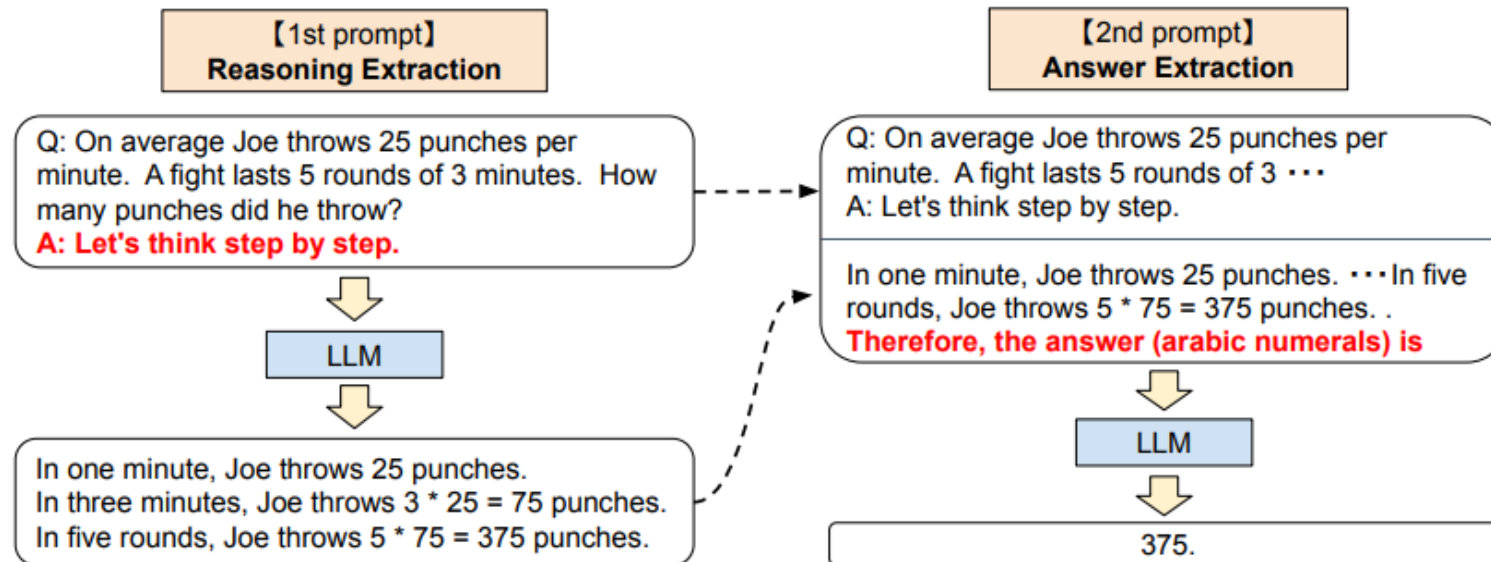 【1st prompt】
Reasoning Extraction
Q: On average Joe throws 25 punches per
minute.  A fight lasts 5 rounds of 3 minutes.  How
many punches did he throw?
A: Let's think step by step.
LLM
In one minute, Joe throws 25 punches.
In three minutes, Joe throws 3 * 25 = 75 punches.
In five rounds, Joe throws 5 * 75 = 375 punches.
【2nd prompt】
Answer Extraction
Q: On average Joe throws 25 punches per
minute.  A fight lasts 5 rounds of 3 ･･･
A: Let's think step by step.
In one minute, Joe throws 25 punches. ･･･In five
rounds, Joe throws 5 * 75 = 375 punches. .
Therefore, the answer (arabic numerals) is
LLM
375.